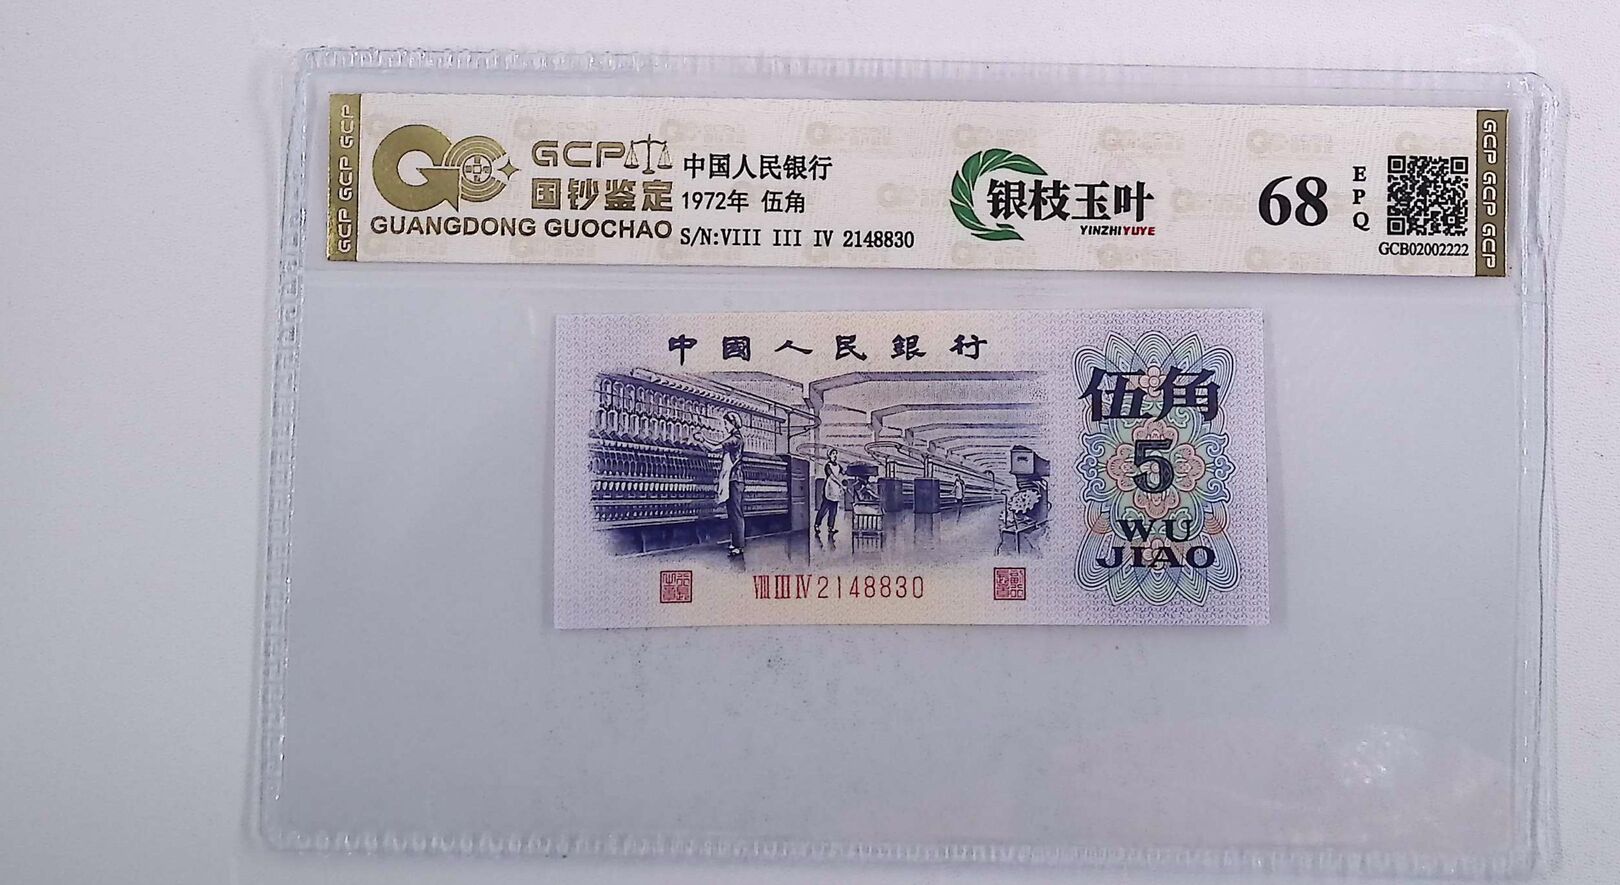 GCP GCP GCP
GCP
国钞鉴定
GUANGDONG GUOCHAO
中国人民银行
1972年 伍角
S/N:VIII III IV 2148830
银枝玉叶
YINZHIYUYE
68
EPQ
GCB02002222
GCP GCP GCP
中國人民銀行
伍角
5
WU
JIAO
VIII III IV 2148830